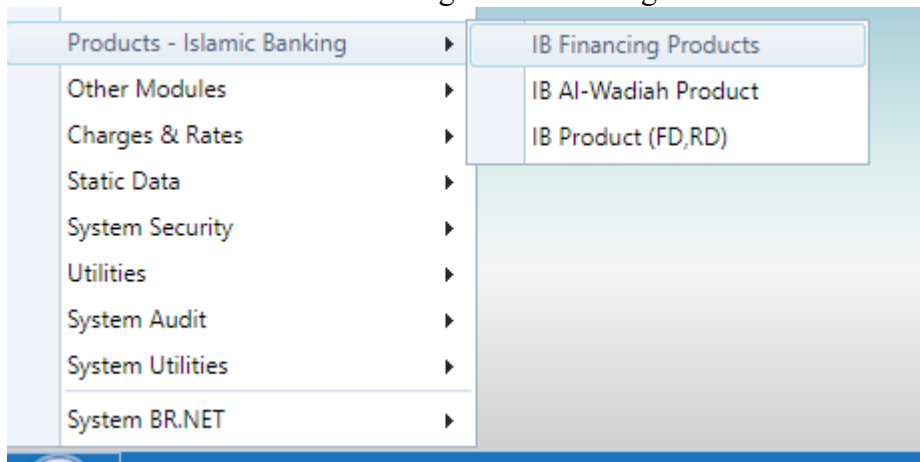 Products - Islamic Banking
IB Financing Products
Other Modules
IB Al-Wadiah Product
Charges & Rates
IB Product (FD,RD)
Static Data
System Security
Utilities
System Audit
System Utilities
System BR.NET